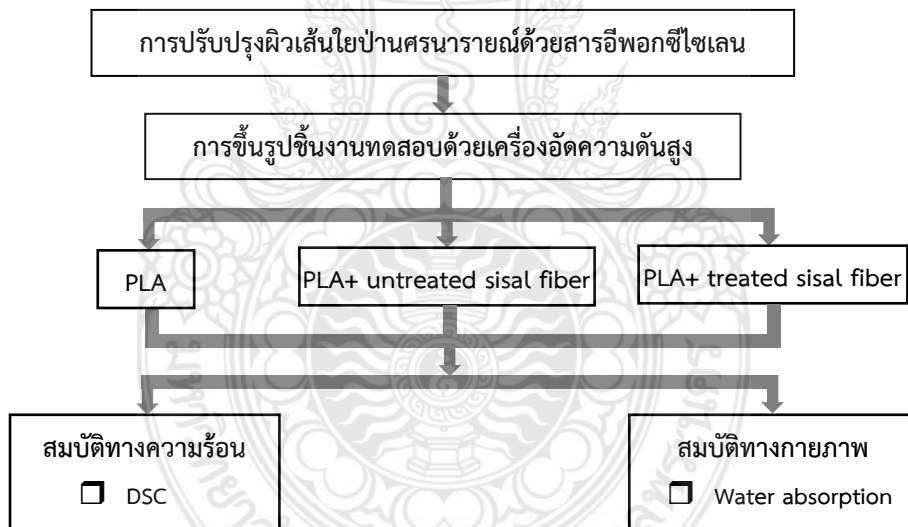 การปรับปรุงผิวเส้นใยป่านศรนารายณ์ด้วยสารอีพอกซีไซเลน
การขึ้นรูปชิ้นงานทดสอบด้วยเครื่องอัดความดันสูง
PLA
PLA+ untreated sisal fiber
PLA+ treated sisal fiber
สมบัติทางความร้อน
❒ DSC
สมบัติทางกายภาพ
❒ Water absorption